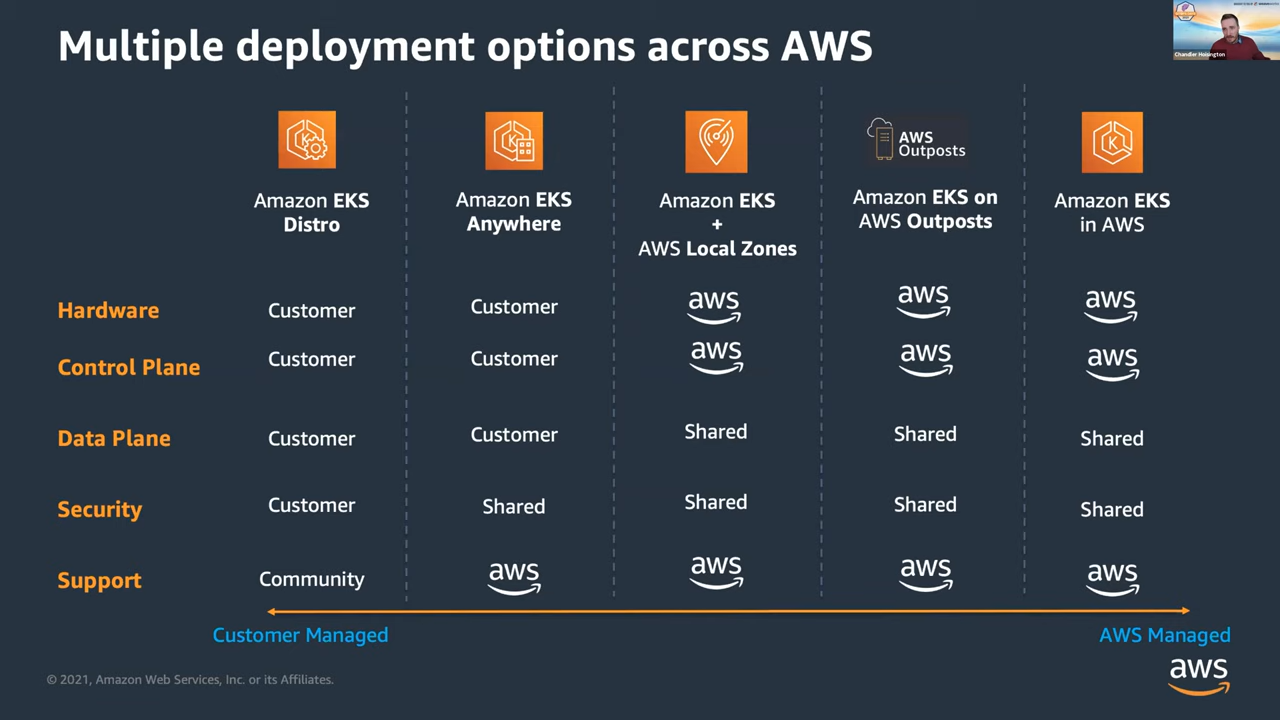 Multiple deployment options across AWS
Chandler Hoisington
AWS
Outposts
Amazon EKS
Distro
Amazon EKS
Anywhere
Amazon EKS
+
AWS Local Zones
Amazon EKS on
AWS Outposts
Amazon EKS
in AWS
Hardware Customer Customer aws aws aws
Control Plane Customer Customer aws aws aws
Data Plane Customer Customer Shared Shared Shared
Security Customer Shared Shared Shared Shared
Support Community aws aws aws aws
Customer Managed AWS Managed
© 2021, Amazon Web Services, Inc. or its Affiliates.
aws